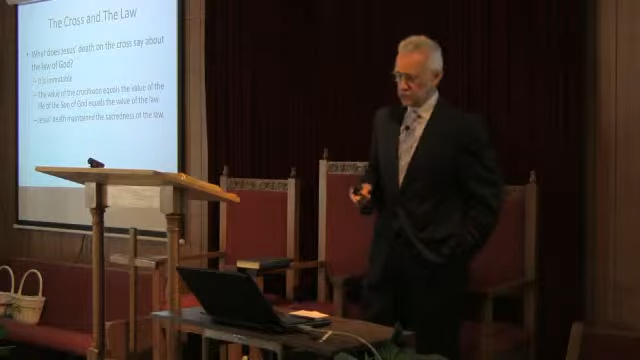 The Cross and The Law
• What does Jesus' death on the cross say about
the law of God?
– It is immutable
– The value of the crucifixion equals the value of the
life of the Son of God equals the value of the law.
– Jesus' death maintained the sacredness of the law.